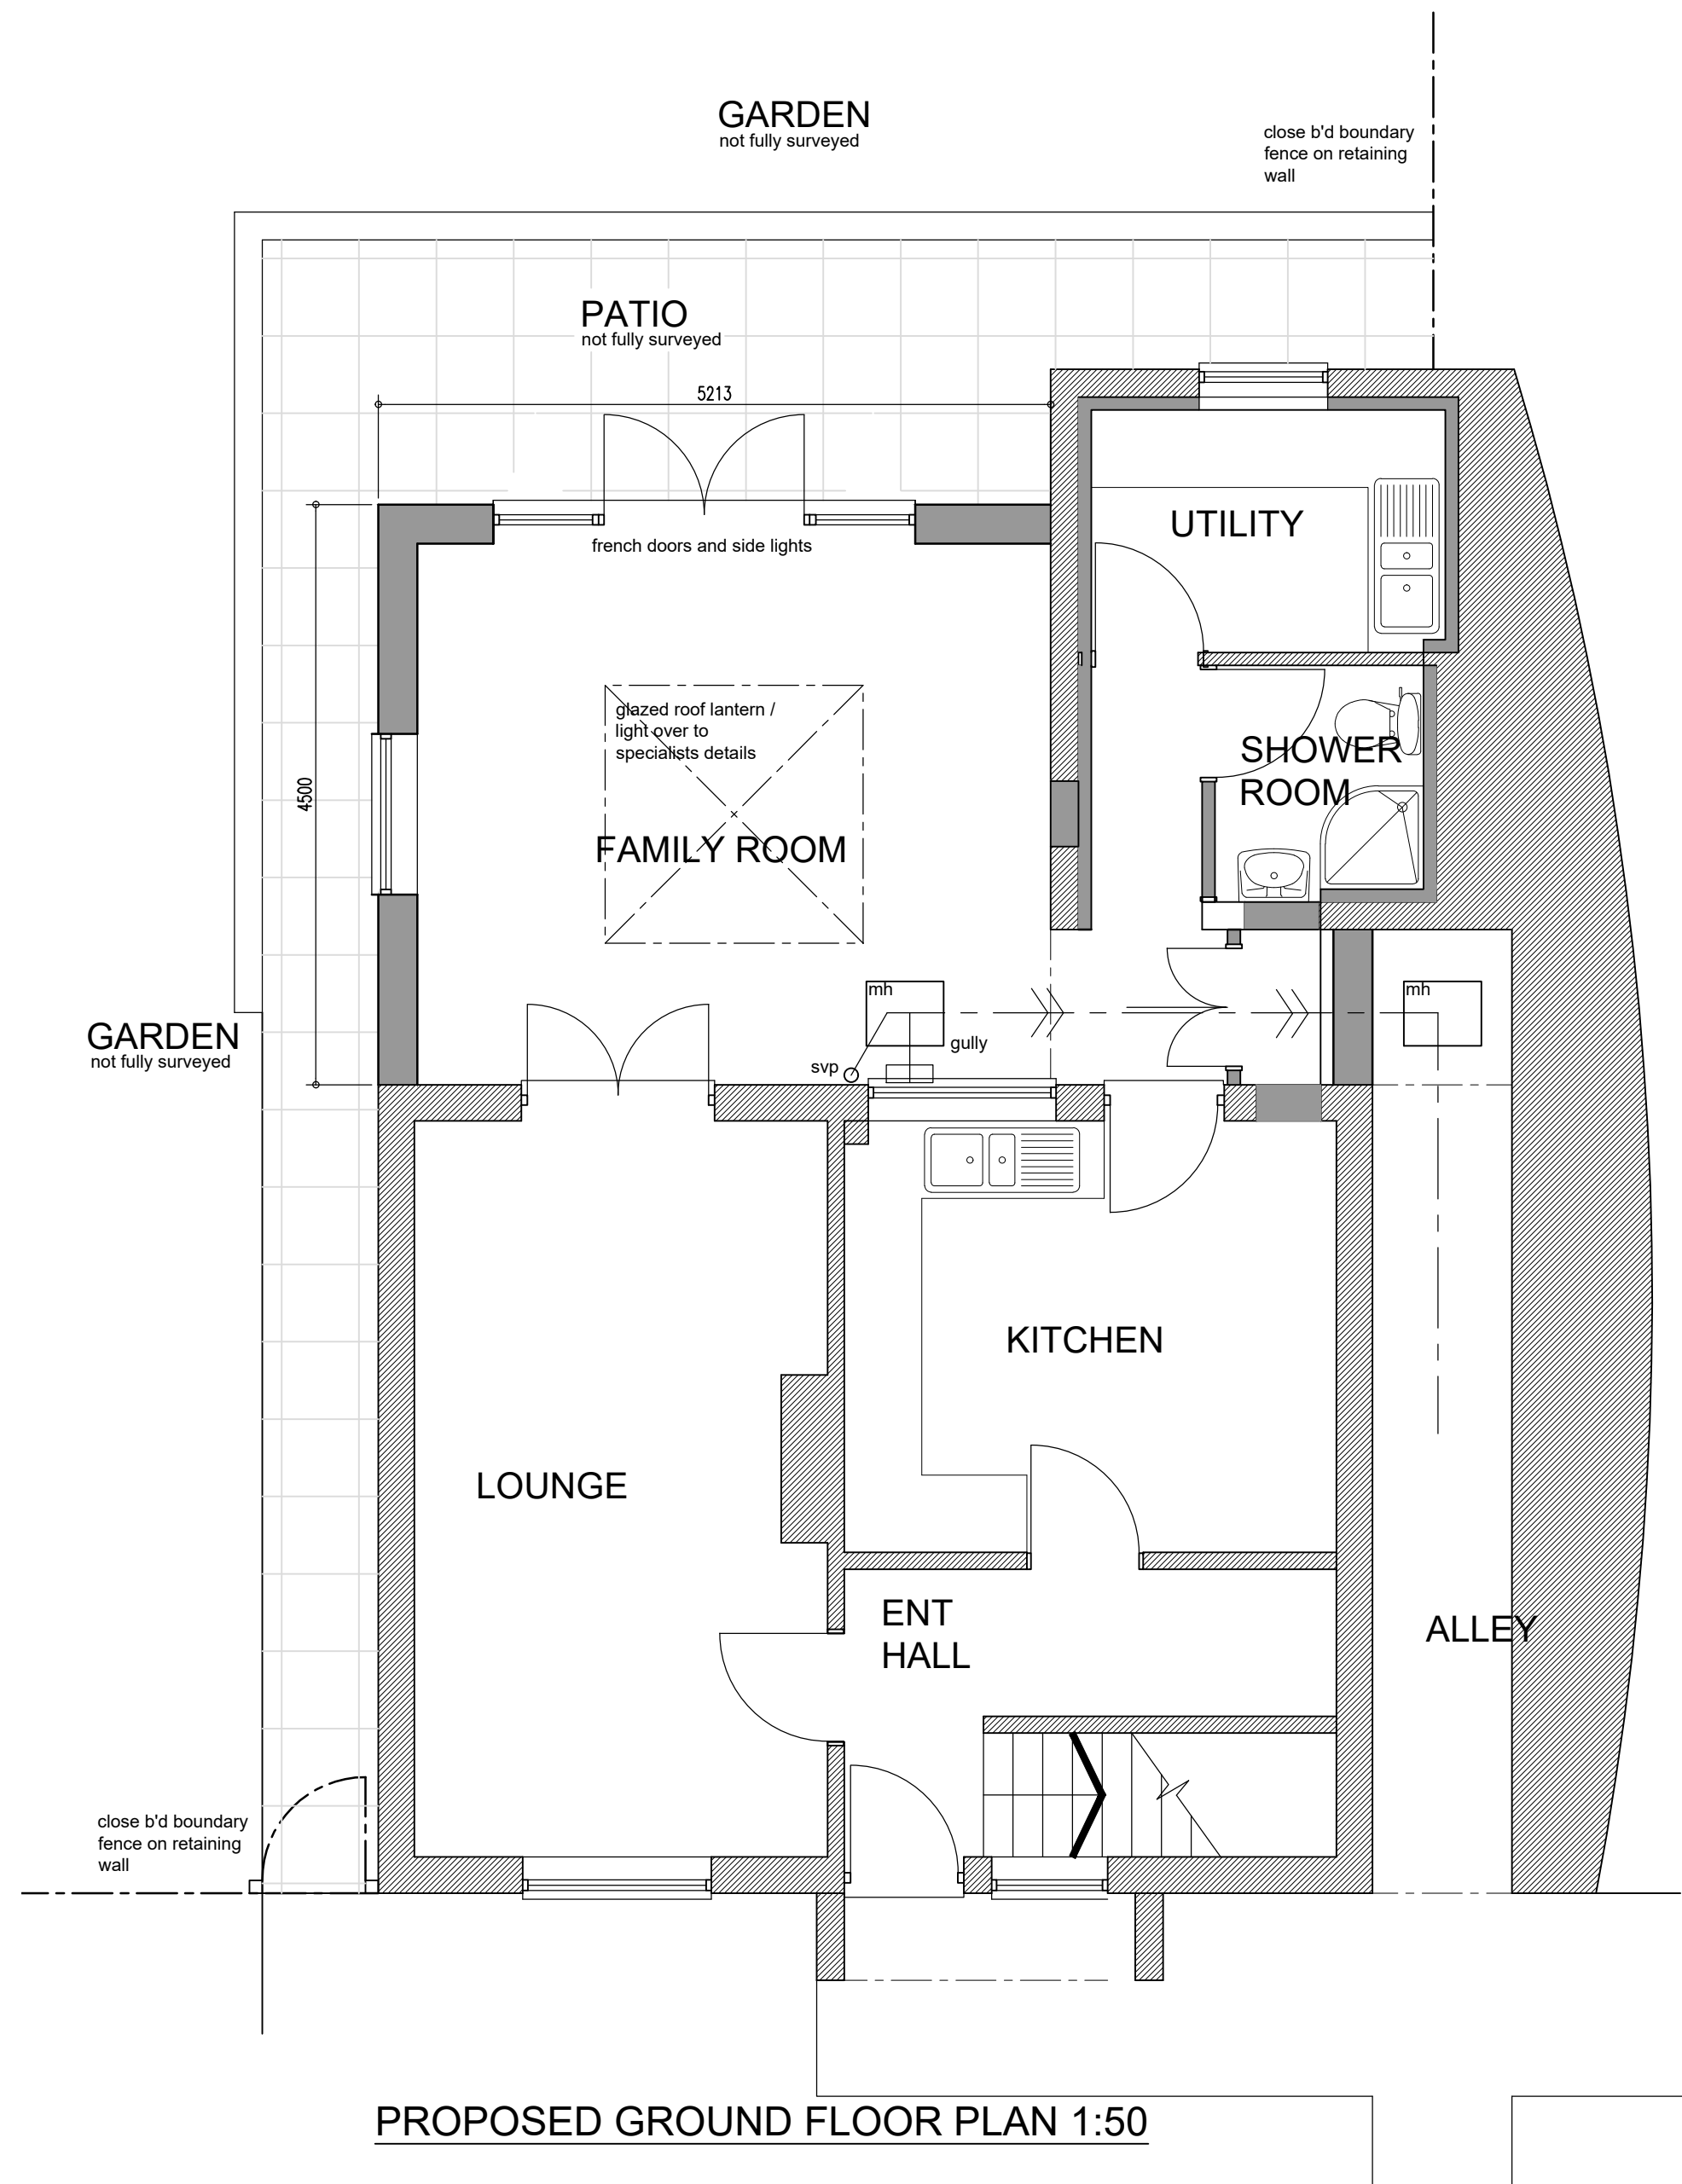 GARDEN
not fully surveyed
close b'd boundary
fence on retaining
wall
PATIO
not fully surveyed
5213
french doors and side lights
UTILITY
glazed roof lantern /
light over to
specialists details
SHOWER
ROOM
4500
FAMILY ROOM
mh
mh
GARDEN
not fully surveyed
gully
svp
KITCHEN
LOUNGE
ENT
HALL
ALLEY
close b'd boundary
fence on retaining
wall
PROPOSED GROUND FLOOR PLAN 1:50